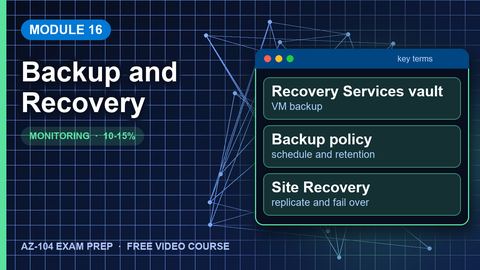 MODULE 16
Backup and
Recovery
MONITORING · 10-15%
AZ-104 EXAM PREP · FREE VIDEO COURSE
key terms
Recovery Services vault
VM backup
Backup policy
schedule and retention
Site Recovery
replicate and fail over